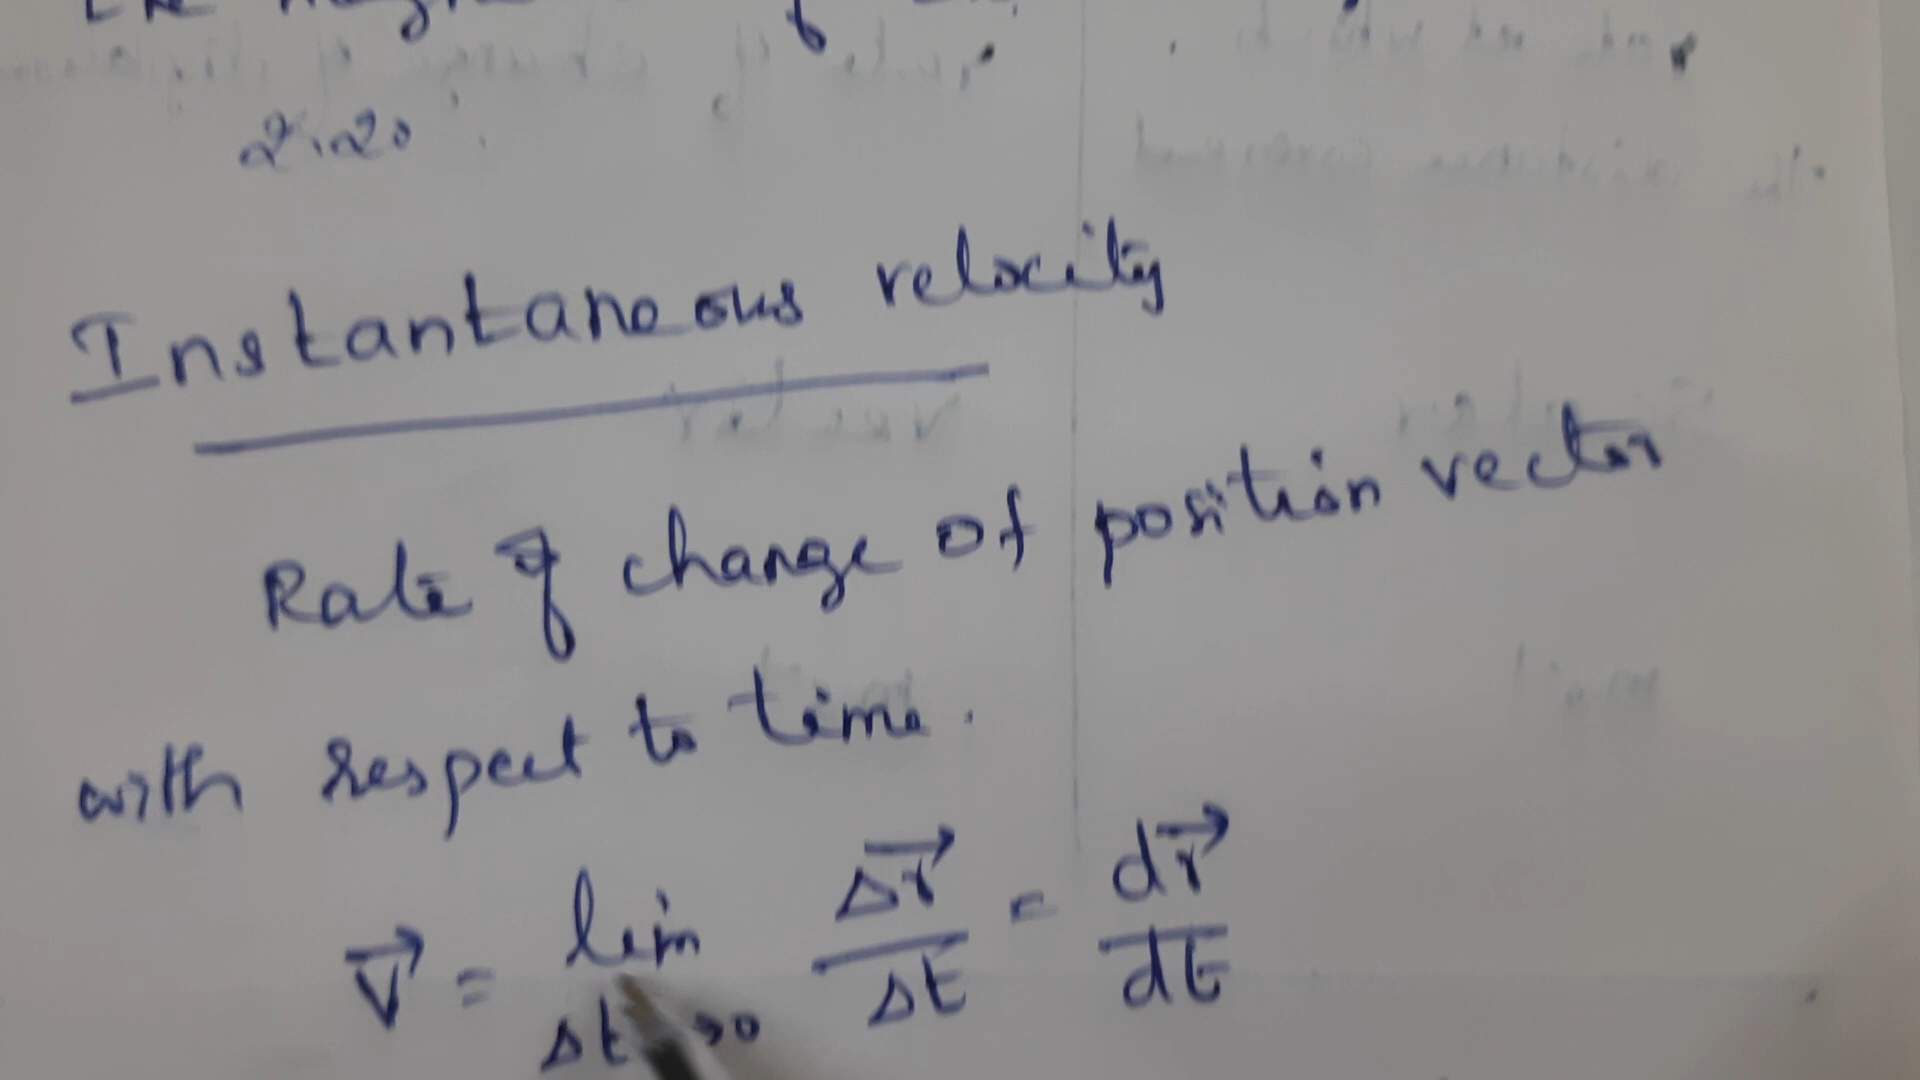 2.20
Instantaneous velocity
Rate of change of position vector
with respect to time.
V⃗ = lim Δr⃗/Δt = dr⃗/dt
Δt→0